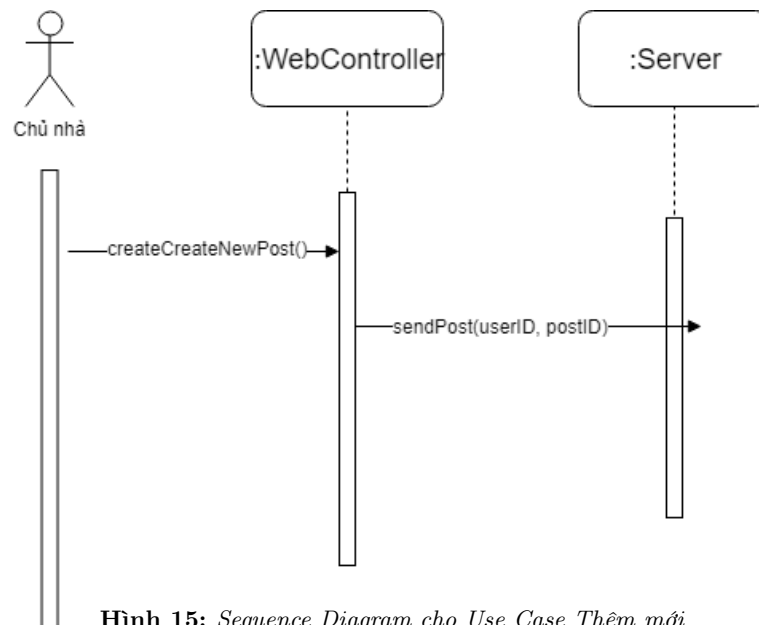 :WebController
:Server
Chủ nhà
createCreateNewPost()
sendPost(userID, postID)
Hình 15: Sequence Diagram cho Use Case Thêm mới